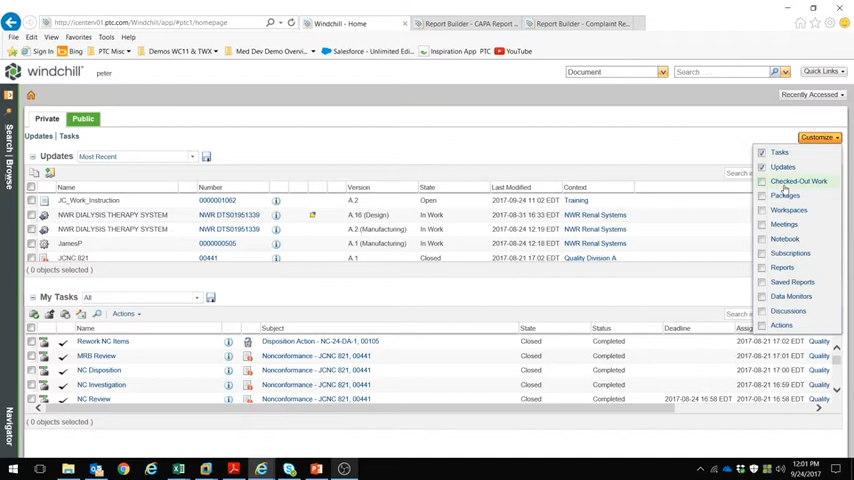 http://icenterv01.ptc.com/Windchill/app/#ptc1/homepage
Windchill - Home
Report Builder - CAPA Report ...
Report Builder - Complaint Re...
File Edit View Favorites Tools Help
Sign In Bing PTC Misc Demos WC11 & TWX Med Dev Demo Overvi... Salesforce - Unlimited Edi... Inspiration App PTC YouTube
windchill peter
Document Search ... Quick Links
Recently Accessed
Private Public
Updates Tasks
Customize
Updates Most Recent
Search in
Name Number Version State Last Modified Context
JC_Work_Instruction 0000001062 A.2 Open 2017-09-24 11:02 EDT Training
NWR DIALYSIS THERAPY SYSTEM NWR DTS01951339 A.16 (Design) In Work 2017-08-31 16:33 EDT NWR Renal Systems
NWR DIALYSIS THERAPY SYSTEM NWR DTS01951339 A.2 (Manufacturing) In Work 2017-08-24 12:19 EDT NWR Renal Systems
JamesP 0000000505 A.1 (Manufacturing) In Work 2017-08-24 12:18 EDT NWR Renal Systems
JCNC 821 00441 A.1 Closed 2017-08-21 17:02 EDT Quality Division A
(0 objects selected)
Tasks
Updates
Checked-Out Work
Packages
Workspaces
Meetings
Notebook
Subscriptions
Reports
Saved Reports
Data Monitors
Discussions
Actions
My Tasks All
Actions
Search in
Name Subject State Status Deadline Assig
Rework NC Items Disposition Action - NC-24-DA-1, 00105 Closed Completed 2017-08-21 17:02 EDT Quality
MRB Review Nonconformance - JCNC 821, 00441 Closed Completed 2017-08-21 17:01 EDT Quality
NC Disposition Nonconformance - JCNC 821, 00441 Closed Completed 2017-08-21 17:00 EDT Quality
NC Investigation Nonconformance - JCNC 821, 00441 Closed Completed 2017-08-21 16:59 EDT Quality
NC Review Nonconformance - JCNC 821, 00441 Closed Completed 2017-08-24 16:58 EDT 2017-08-21 16:58 EDT Quality
(0 objects selected)
Search | Browse
Navigator
12:01 PM
9/24/2017